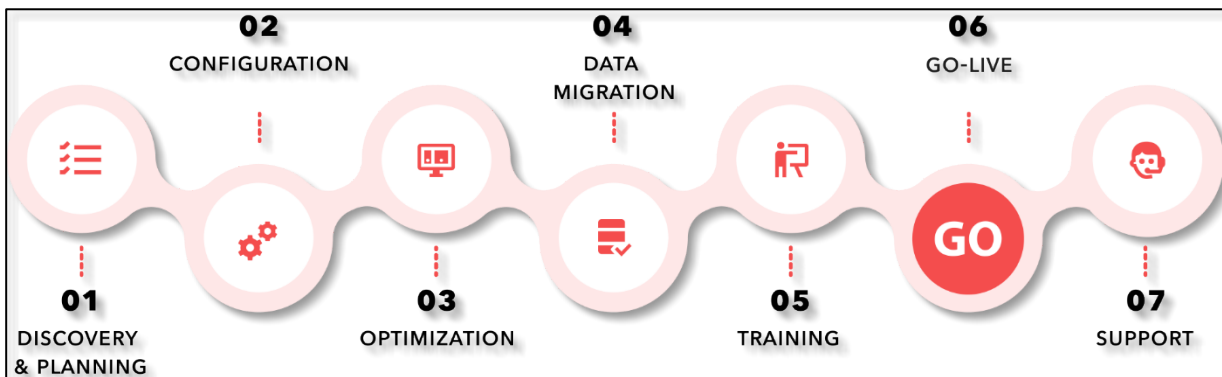 01
DISCOVERY
& PLANNING
02
CONFIGURATION
03
OPTIMIZATION
04
DATA
MIGRATION
05
TRAINING
06
GO-LIVE
GO
07
SUPPORT